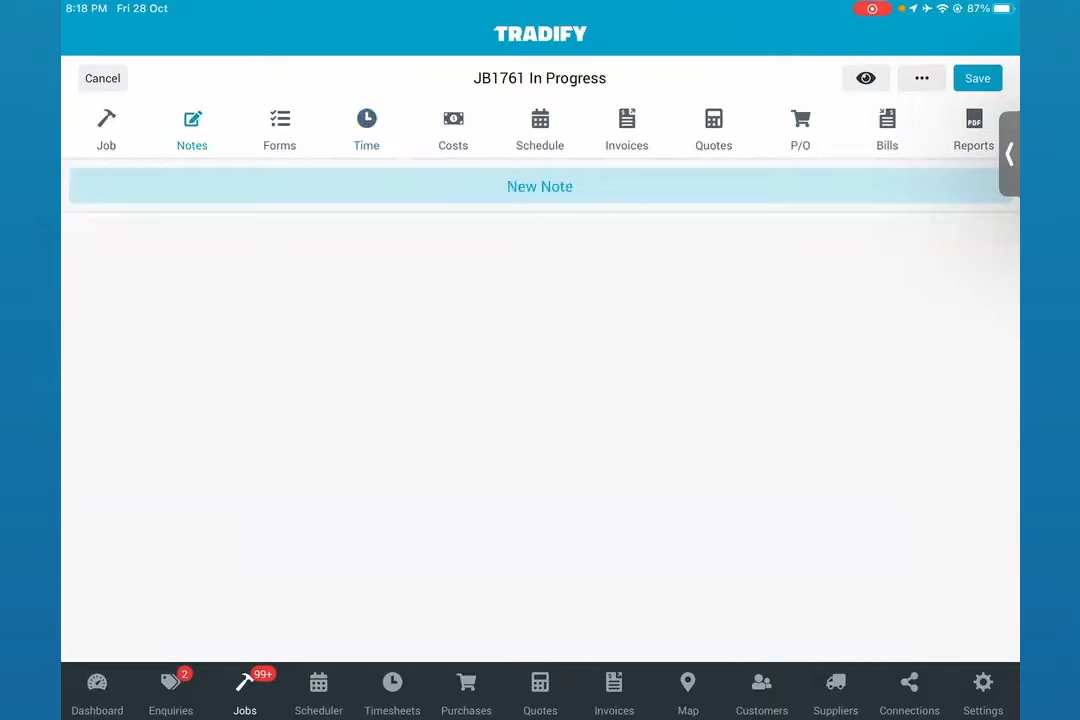 8:18 PM Fri 28 Oct
87%
TRADIFY
Cancel
JB1761 In Progress
Save
Job
Notes
Forms
Time
Costs
Schedule
Invoices
Quotes
P/O
Bills
PDF
Reports
New Note
2
99+
Dashboard
Enquiries
Jobs
Scheduler
Timesheets
Purchases
Quotes
Invoices
Map
Customers
Suppliers
Connections
Settings